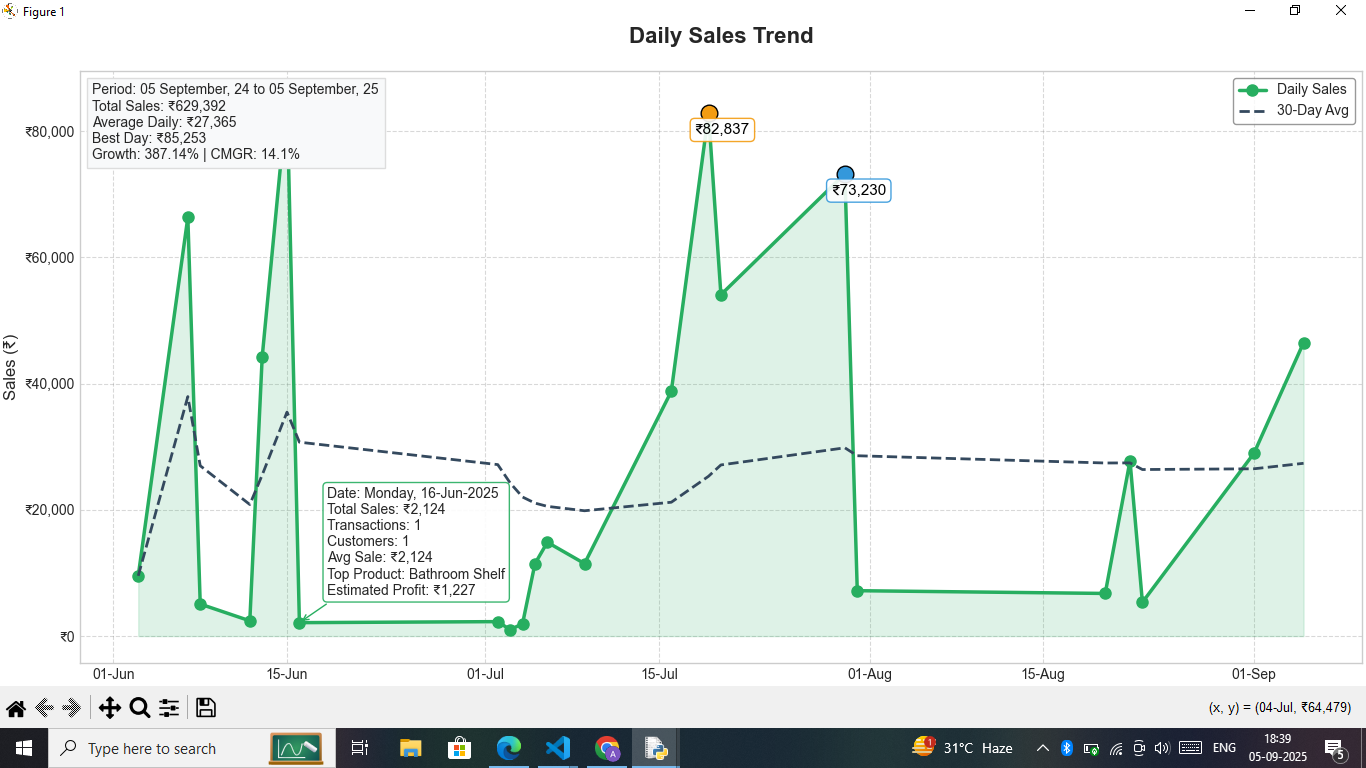 Figure 1
Daily Sales Trend
Period: 05 September, 24 to 05 September, 25
Total Sales: ₹629,392
Average Daily: ₹27,365
Best Day: ₹85,253
Growth: 387.14% | CMGR: 14.1%
Daily Sales
30-Day Avg
₹82,837
₹73,230
Sales (₹)
₹80,000
₹60,000
₹40,000
₹20,000
₹0
Date: Monday, 16-Jun-2025
Total Sales: ₹2,124
Transactions: 1
Customers: 1
Avg Sale: ₹2,124
Top Product: Bathroom Shelf
Estimated Profit: ₹1,227
01-Jun 15-Jun 01-Jul 15-Jul 01-Aug 15-Aug 01-Sep
(x, y) = (04-Jul, ₹64,479)
Type here to search
A
1
31°C Haze
ENG
18:39
05-09-2025
5